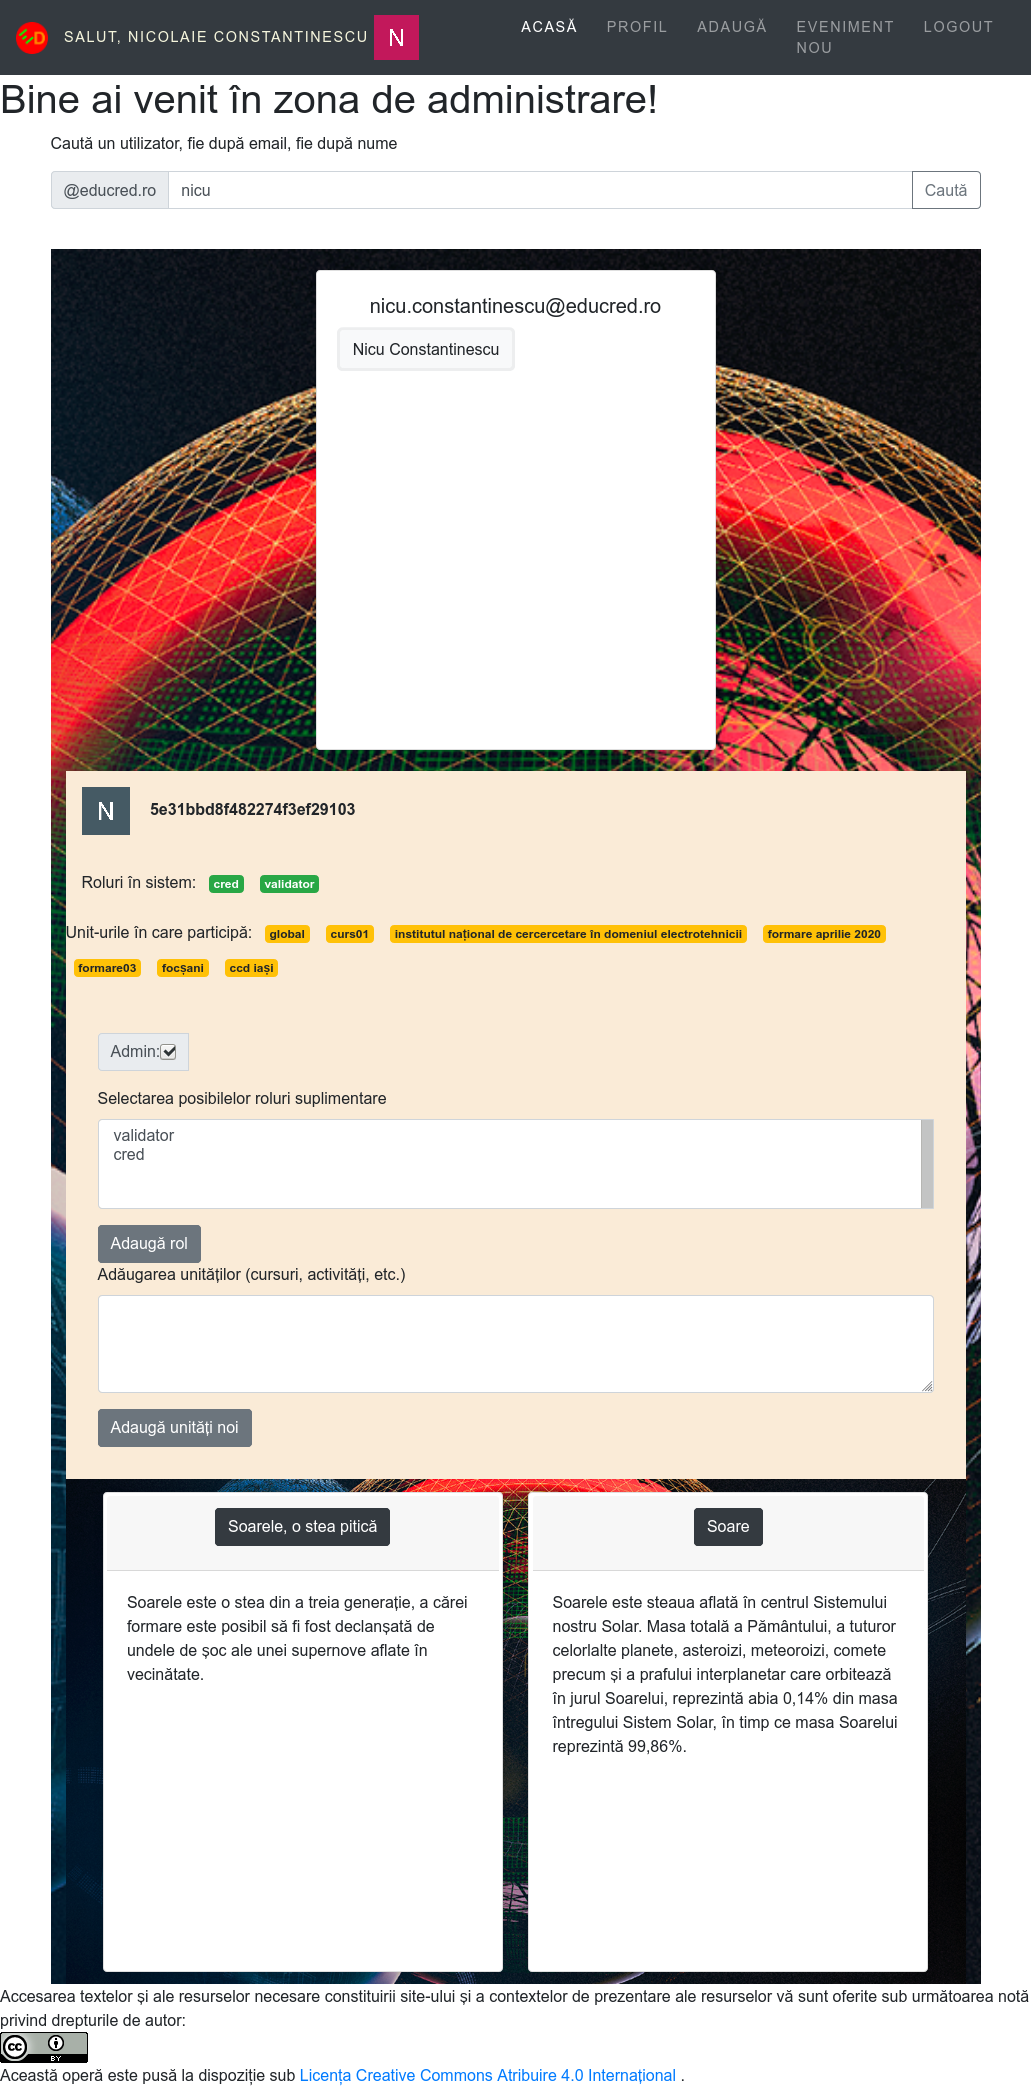 SALUT, NICOLAIE CONSTANTINESCU N ACASĂ PROFIL ADAUGĂ EVENIMENT NOU LOGOUT
Bine ai venit în zona de administrare!
Caută un utilizator, fie după email, fie după nume
@educred.ro nicu Caută
nicu.constantinescu@educred.ro
Nicu Constantinescu
N 5e31bbd8f482274f3ef29103
Roluri în sistem: cred validator
Unit-urile în care participă: global curs01 institutul național de cercercetare în domeniul electrotehnicii formare aprilie 2020
formare03 focșani ccd iași
Admin:
Selectarea posibilelor roluri suplimentare
validator
cred
Adaugă rol
Adăugarea unităților (cursuri, activități, etc.)
Adaugă unități noi
Soarele, o stea pitică
Soarele este o stea din a treia generație, a cărei
formare este posibil să fi fost declanșată de
undele de șoc ale unei supernove aflate în
vecinătate.
Soare
Soarele este steaua aflată în centrul Sistemului
nostru Solar. Masa totală a Pământului, a tuturor
celorlalte planete, asteroizi, meteoroizi, comete
precum și a prafului interplanetar care orbitează
în jurul Soarelui, reprezintă abia 0,14% din masa
întregului Sistem Solar, în timp ce masa Soarelui
reprezintă 99,86%.
Accesarea textelor și ale resurselor necesare constituirii site-ului și a contextelor de prezentare ale resurselor vă sunt oferite sub următoarea notă
privind drepturile de autor:
cc BY
Această operă este pusă la dispoziție sub Licența Creative Commons Atribuire 4.0 Internațional .